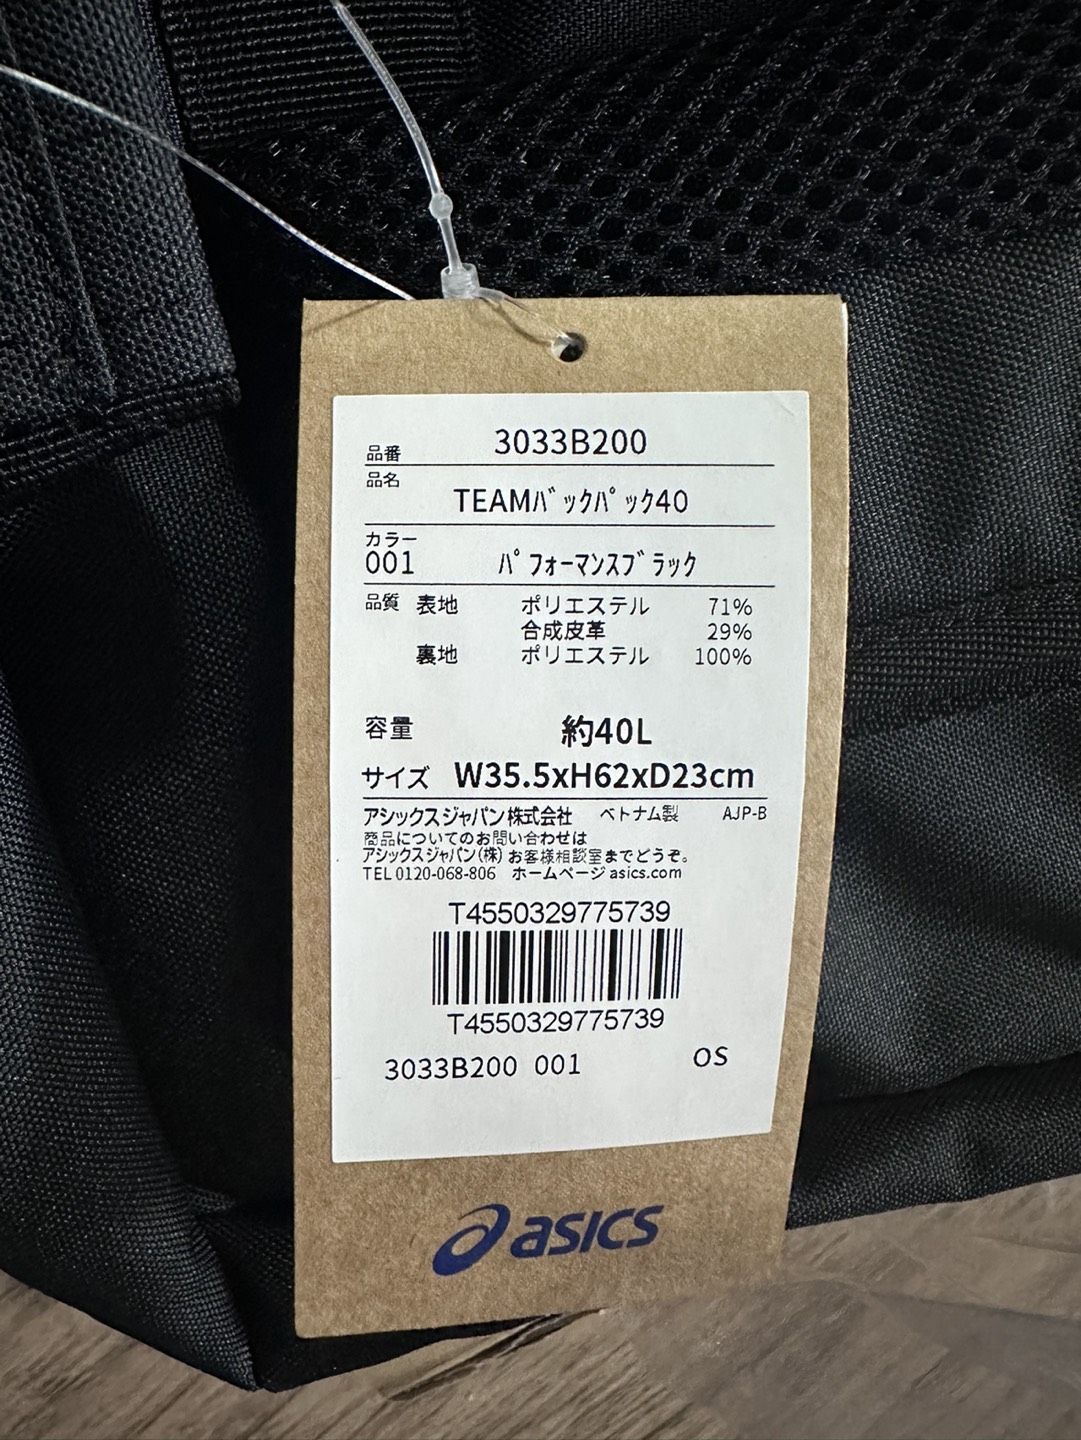 品番 3033B200
品名
TEAMバックパック40
カラー
001 パフォーマンスブラック
品質 表地 ポリエステル 71%
合成皮革 29%
裏地 ポリエステル 100%
容量 約40L
サイズ W35.5xH62xD23cm
アシックスジャパン株式会社 ベトナム製 AJP-B
商品についてのお問い合わせは
アシックスジャパン(株)お客様相談室までどうぞ。
TEL 0120-068-806 ホームページ asics.com
T4550329775739
T4550329775739
3033B200 001 OS
asics